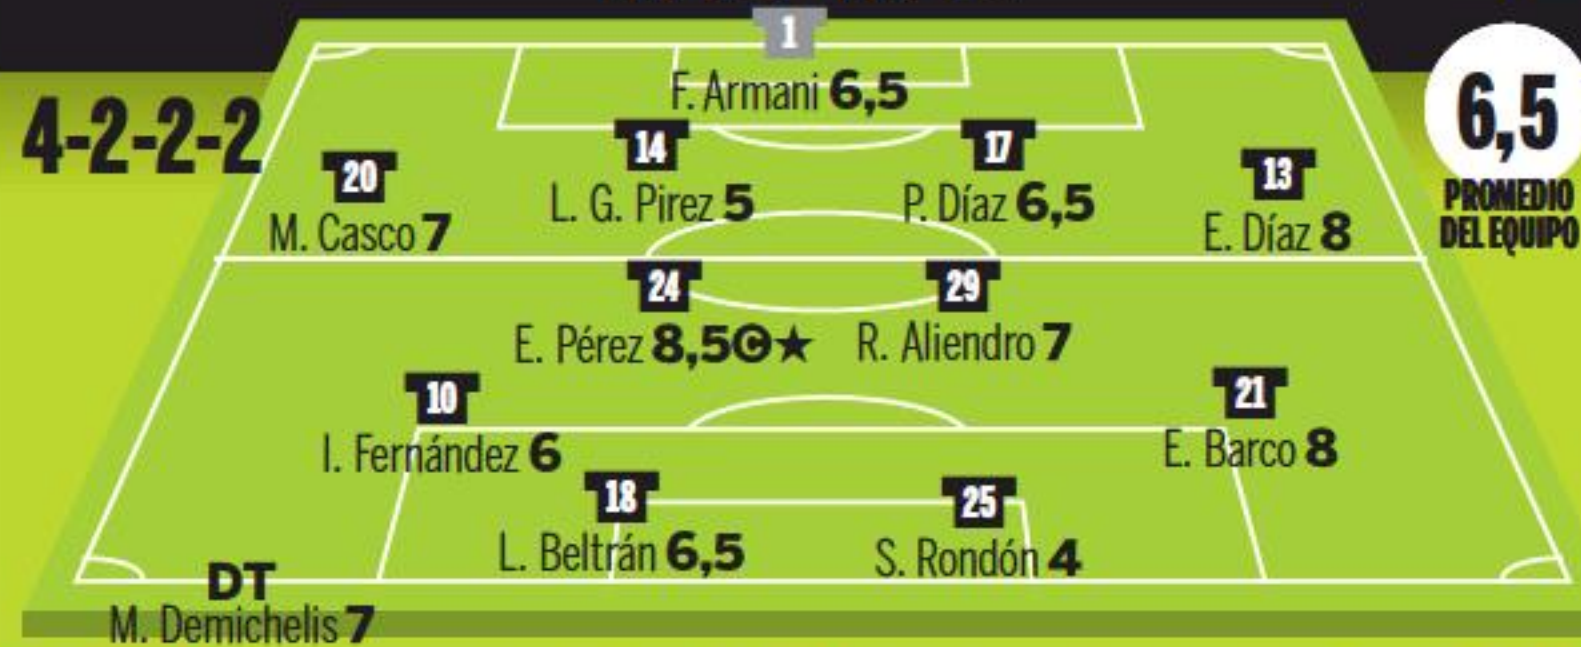 1
F. Armani 6,5
4-2-2-2
6,5
PROMEDIO
DEL EQUIPO
20
M. Casco 7
14
L. G. Pirez 5
17
P. Díaz 6,5
13
E. Díaz 8
24
E. Pérez 8,5 C★
29
R. Aliendro 7
10
I. Fernández 6
21
E. Barco 8
18
L. Beltrán 6,5
25
S. Rondón 4
DT
M. Demichelis 7